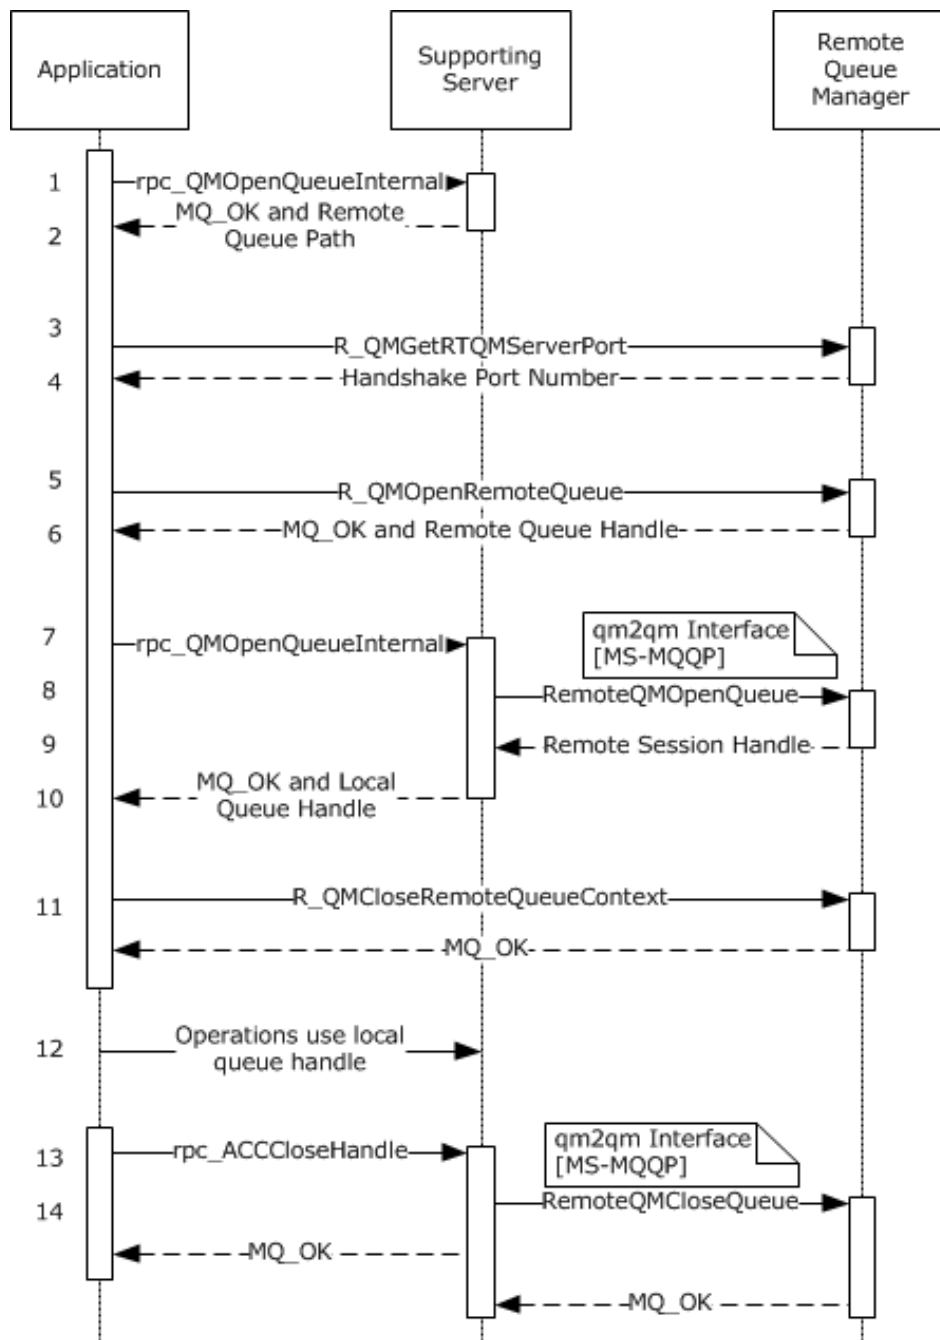 Application
Supporting
Server
Remote
Queue
Manager
1
rpc_QMOpenQueueInternal
MQ_OK and Remote
Queue Path
2
3
R_QMGetRTQMServerPort
Handshake Port Number
4
5
R_QMOpenRemoteQueue
MQ_OK and Remote Queue Handle
6
7
rpc_QMOpenQueueInternal
qm2qm Interface
[MS-MQQP]
8
RemoteQMOpenQueue
9
Remote Session Handle
MQ_OK and Local
Queue Handle
10
R_QMCloseRemoteQueueContext
11
MQ_OK
12
Operations use local
queue handle
13
rpc_ACCCloseHandle
qm2qm Interface
[MS-MQQP]
14
RemoteQMCloseQueue
MQ_OK
MQ_OK